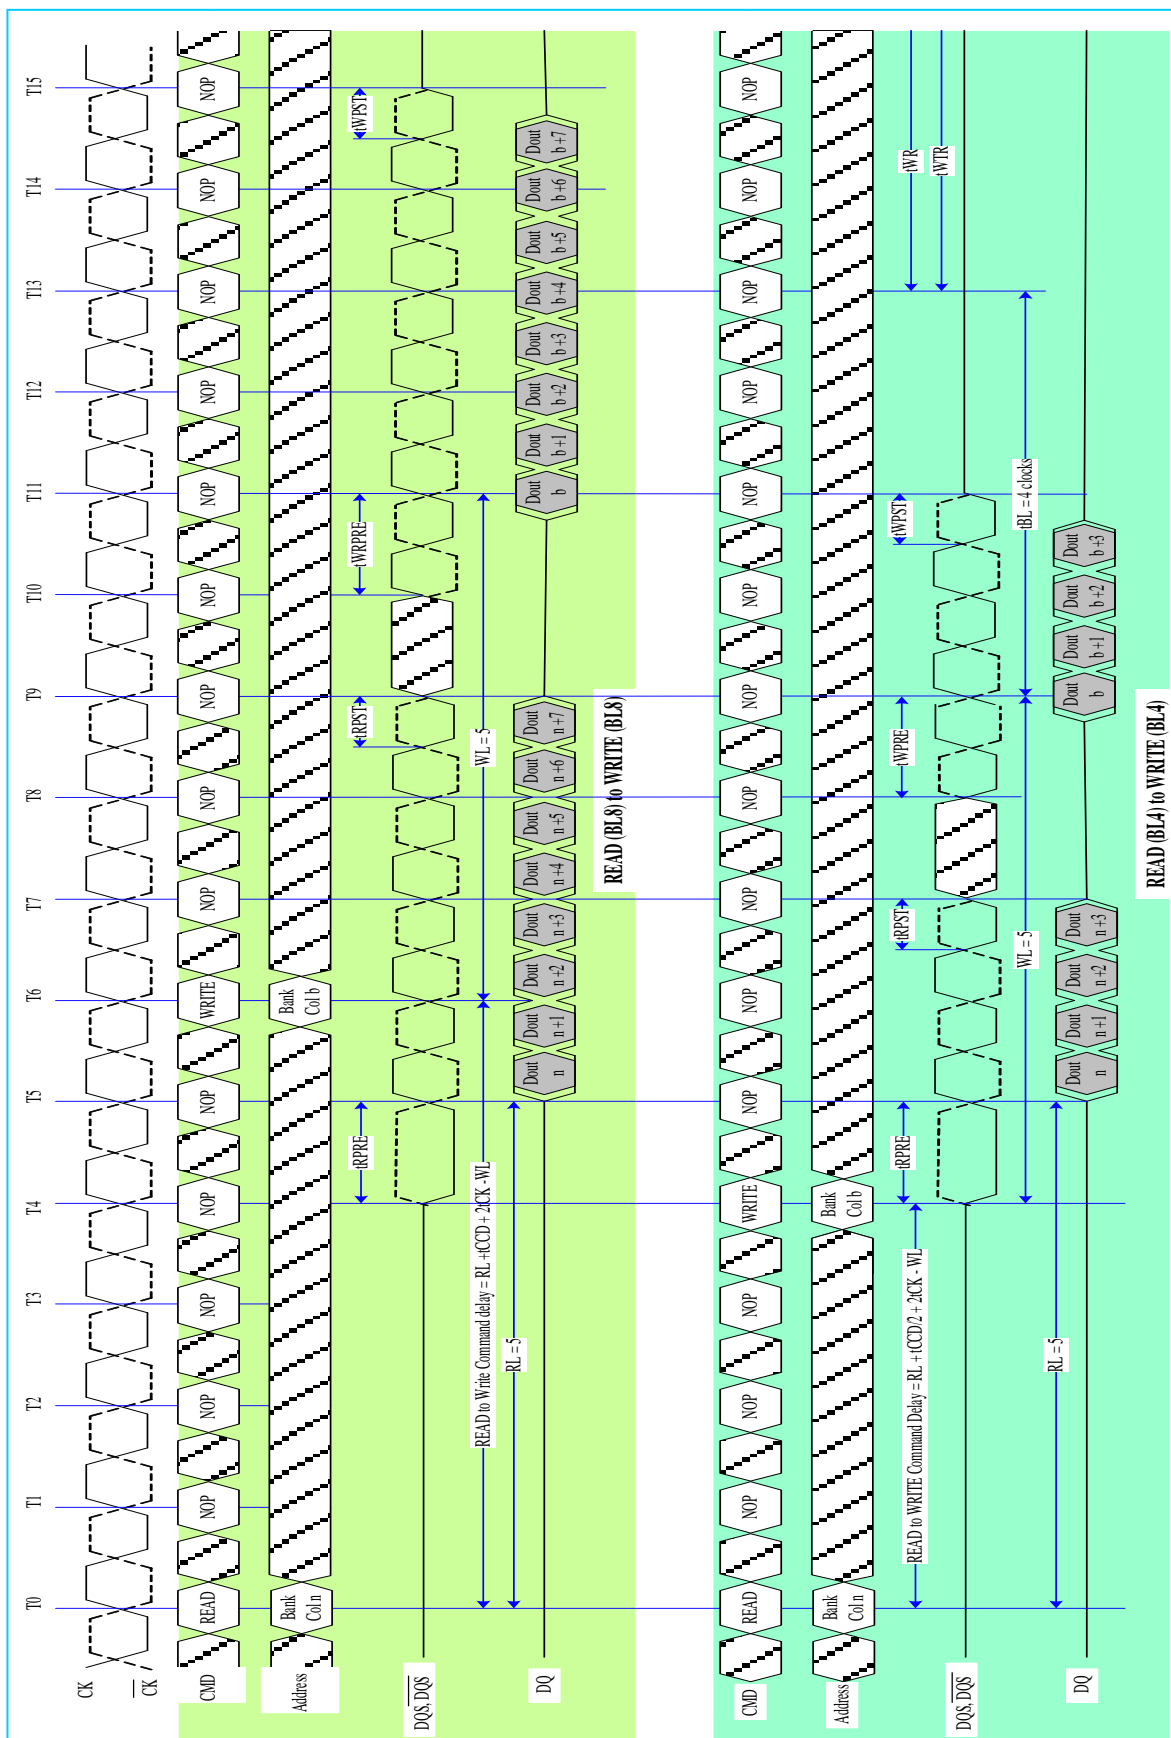 T0 T1 T2 T3 T4 T5 T6 T7 T8 T9 T10 T11 T12 T13 T14 T15
CK
CK
CMD READ NOP NOP NOP NOP NOP WRITE NOP NOP NOP NOP NOP NOP NOP NOP NOP
Address Bank Col n Bank Col b
tRPRE tRPST tWRPRE tWPST
DQS, DQS
READ to Write Command delay = RL +tCCD + 2tCK -WL WL = 5
RL = 5
DQ Dout n Dout n+1 Dout n+2 Dout n+3 Dout n+4 Dout n+5 Dout n+6 Dout n+7 Dout b Dout b+1 Dout b+2 Dout b+3 Dout b+4 Dout b+5 Dout b+6 Dout b+7
READ (BL8) to WRITE (BL8)
CMD READ NOP NOP NOP WRITE NOP NOP NOP NOP NOP NOP NOP NOP NOP NOP NOP
Address Bank Col n Bank Col b
tRPRE tRPST tWPRE tWPST tWR
READ to WRITE Command Delay = RL + tCCD/2 + 2tCK - WL
tWTR
DQS, DQS
WL = 5 tBL = 4 clocks
RL = 5
DQ Dout n Dout n+1 Dout n+2 Dout n+3 Dout b Dout b+1 Dout b+2 Dout b+3
READ (BL4) to WRITE (BL4)